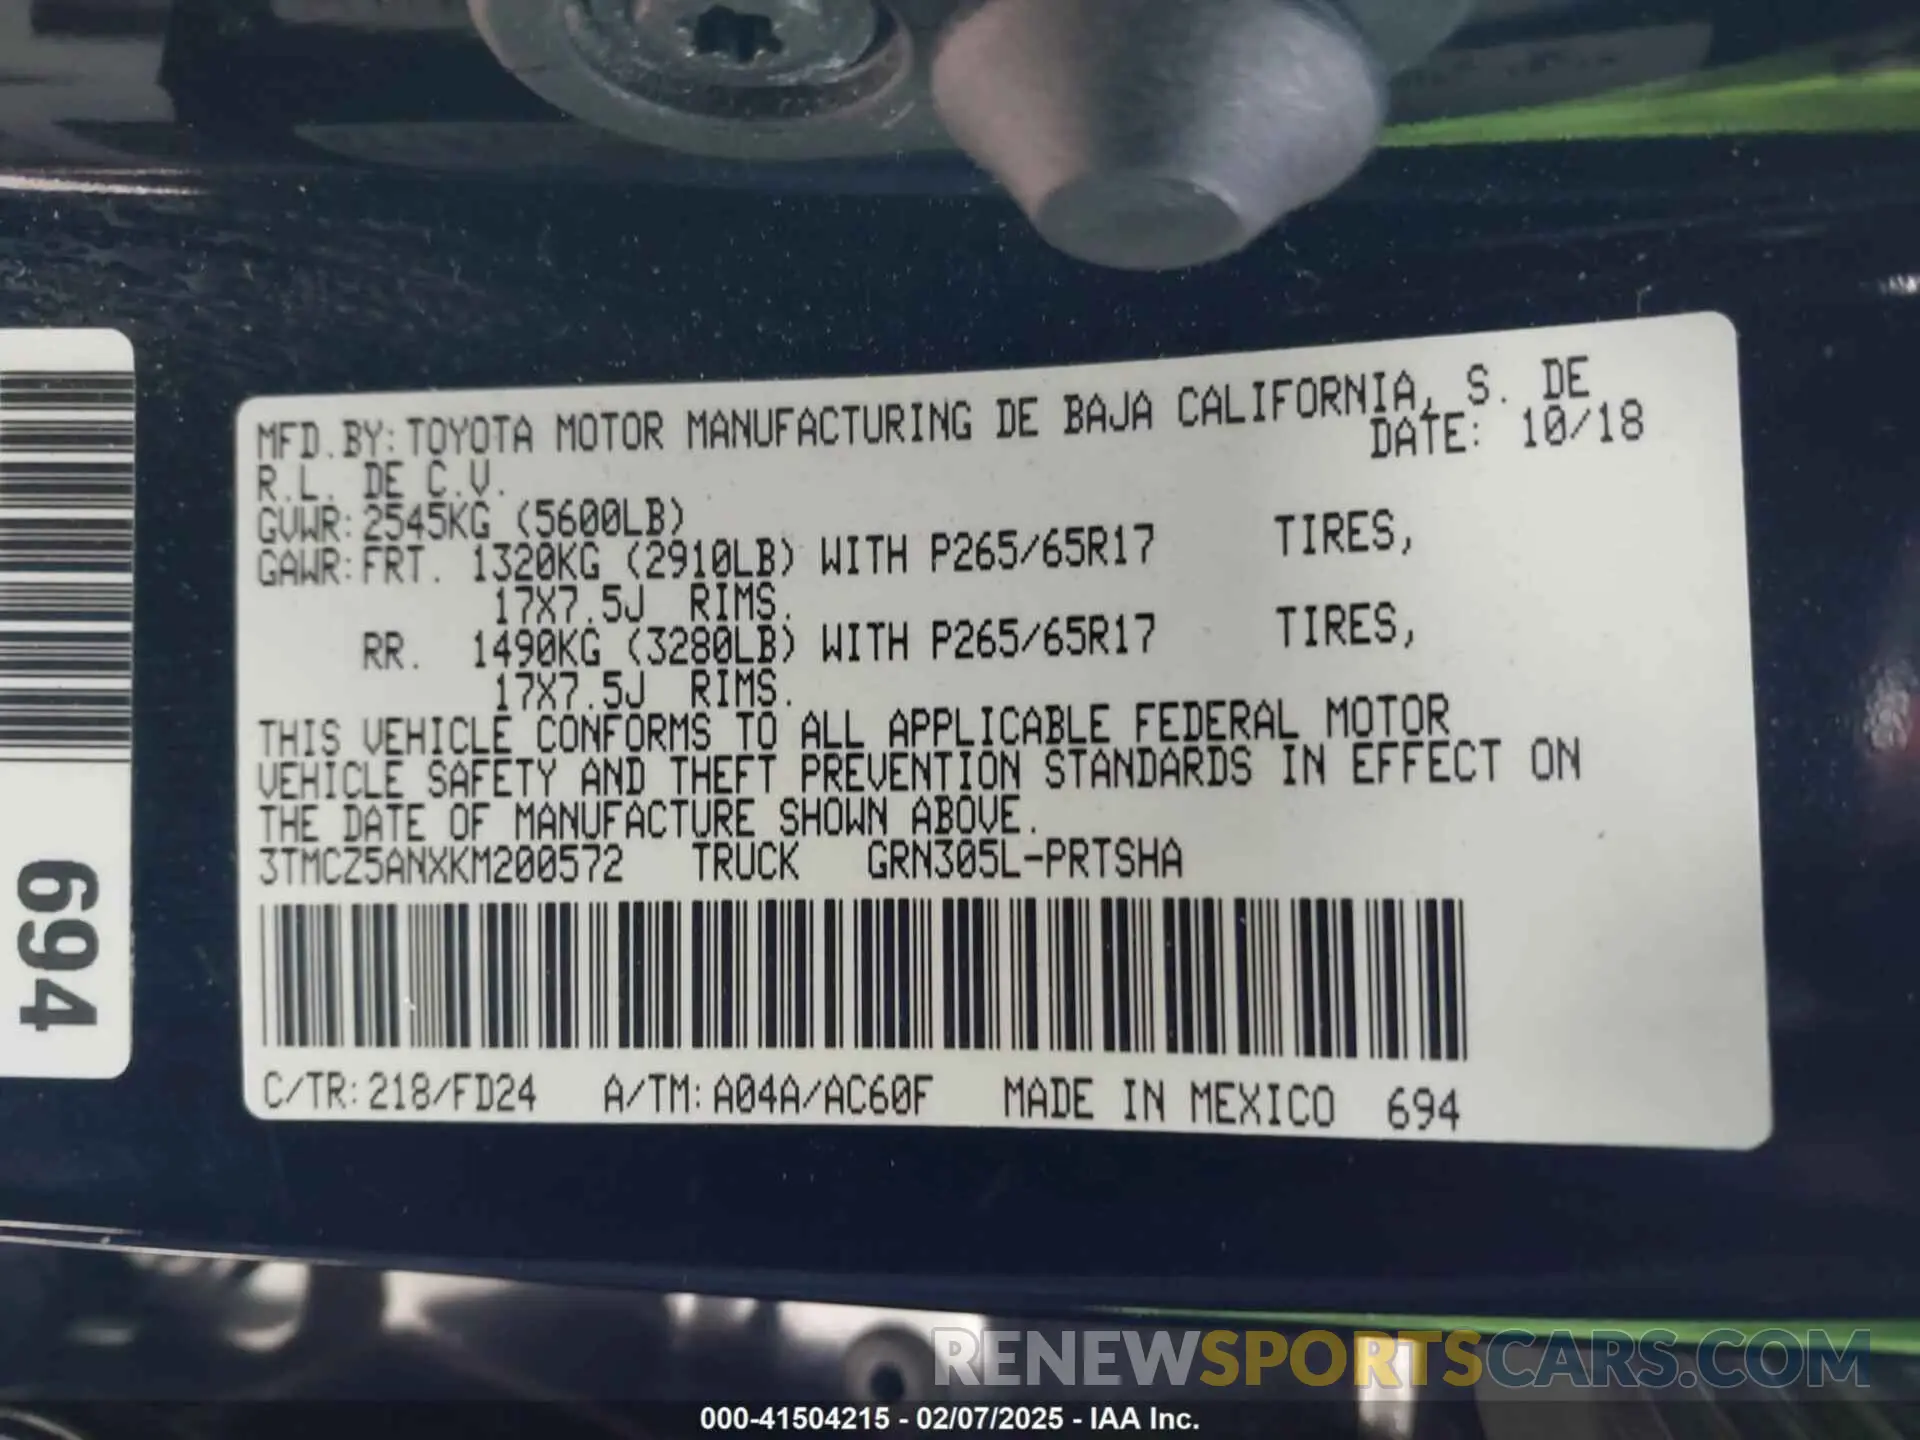 MFD.BY:TOYOTA MOTOR MANUFACTURING DE BAJA CALIFORNIA, S. DE
R.L. DE C.V. DATE: 10/18
GVWR:2545KG (5600LB)
GAWR:FRT. 1320KG (2910LB) WITH P265/65R17 TIRES,
17X7.5J RIMS.
RR. 1490KG (3280LB) WITH P265/65R17 TIRES,
17X7.5J RIMS.
THIS VEHICLE CONFORMS TO ALL APPLICABLE FEDERAL MOTOR
VEHICLE SAFETY AND THEFT PREVENTION STANDARDS IN EFFECT ON
THE DATE OF MANUFACTURE SHOWN ABOVE.
3TMCZ5ANXKM200572 TRUCK GRN305L-PRTSHA
C/TR:218/FD24 A/TM:A04A/AC60F MADE IN MEXICO 694
694
RENEWSPORTSCARS.COM
000-41504215 - 02/07/2025 - IAA Inc.